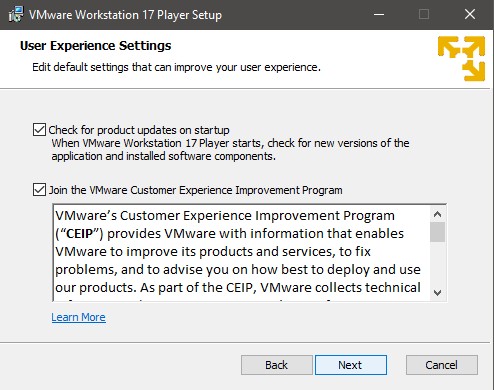 VMware Workstation 17 Player Setup
User Experience Settings
Edit default settings that can improve your user experience.
Check for product updates on startup
When VMware Workstation 17 Player starts, check for new versions of the
application and installed software components.
Join the VMware Customer Experience Improvement Program
VMware's Customer Experience Improvement Program
("CEIP") provides VMware with information that enables
VMware to improve its products and services, to fix
problems, and to advise you on how best to deploy and use
our products. As part of the CEIP, VMware collects technical
Learn More
Back
Next
Cancel